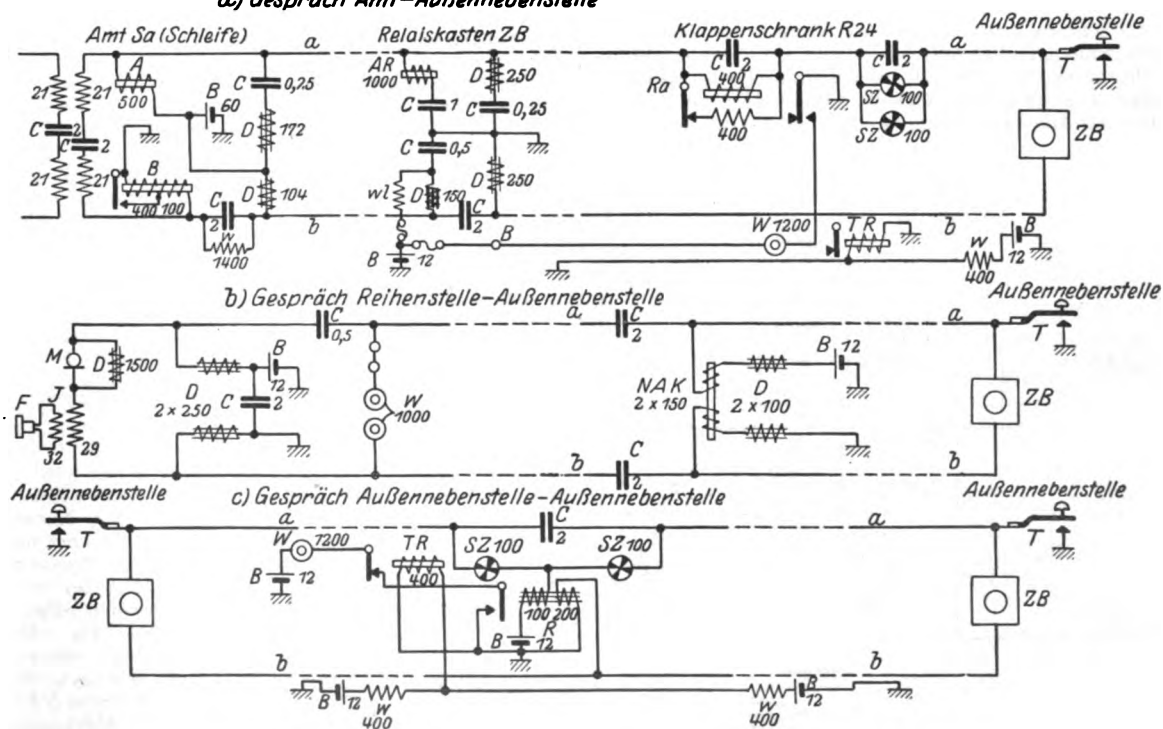 a) Gespräch Amt–Außennebenstelle
Amt Sa (Schleife)
a
Relaiskasten ZB
Klappenschrank R24
a
Außennebenstelle
21
21
C 2
C 2
21
21
A
500
B
60
C
0,25
D
172
B
400 100
D
104
C
2
W
1400
b
AR
1000
C
1
C
0,5
D
250
C
0,25
D
250
wl
D
150
C
2
B
12
B
Ra
C
2
400
400
C
2
SZ
100
SZ
100
T
ZB
W 1200
TR
b
W
400
B
12
b) Gespräch Reihenstelle–Außennebenstelle
Außennebenstelle
a
a
M
D
1500
F
J
32
29
C
0,5
D
2 x 250
B
12
C
2
W
1000
C
2
NAK
2 x 150
D
2 x 100
B
12
T
ZB
b
C
2
b
Außennebenstelle
c) Gespräch Außennebenstelle–Außennebenstelle
Außennebenstelle
T
a
C
2
a
T
ZB
W
1200
B
12
TR
400
SZ 100
SZ 100
100 200
B
12
R
ZB
b
b
B
12
W
400
W
400
B
12